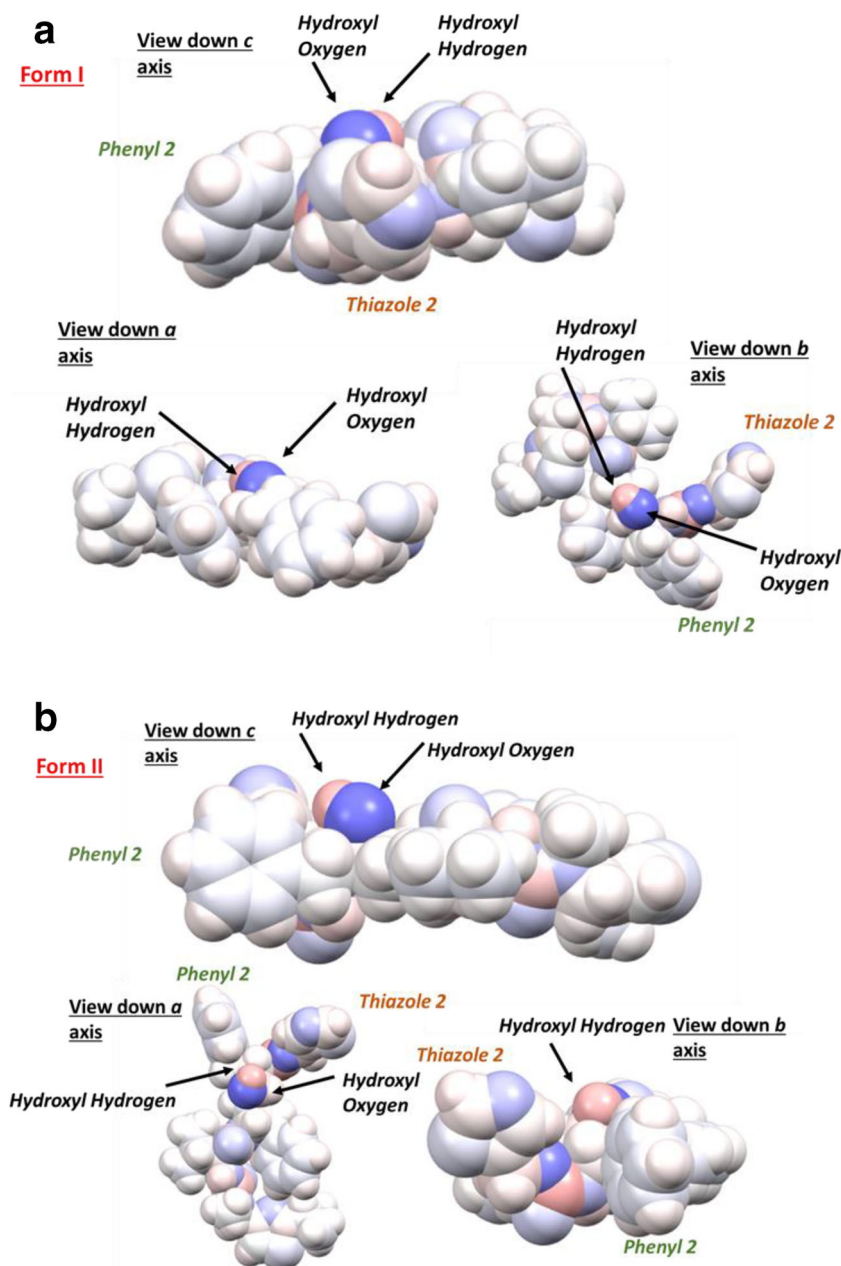 a
Form I
View down c
axis
Hydroxyl
Oxygen
Hydroxyl
Hydrogen
Phenyl 2
Thiazole 2
View down a
axis
Hydroxyl
Hydrogen
Hydroxyl
Oxygen
Hydroxyl
Hydrogen
View down b
axis
Thiazole 2
Hydroxyl
Oxygen
Phenyl 2
b
Form II
View down c
axis
Hydroxyl Hydrogen
Hydroxyl Oxygen
Phenyl 2
Phenyl 2
View down a
axis
Thiazole 2
Hydroxyl Hydrogen
Hydroxyl
Oxygen
Hydroxyl Hydrogen
View down b
axis
Thiazole 2
Phenyl 2